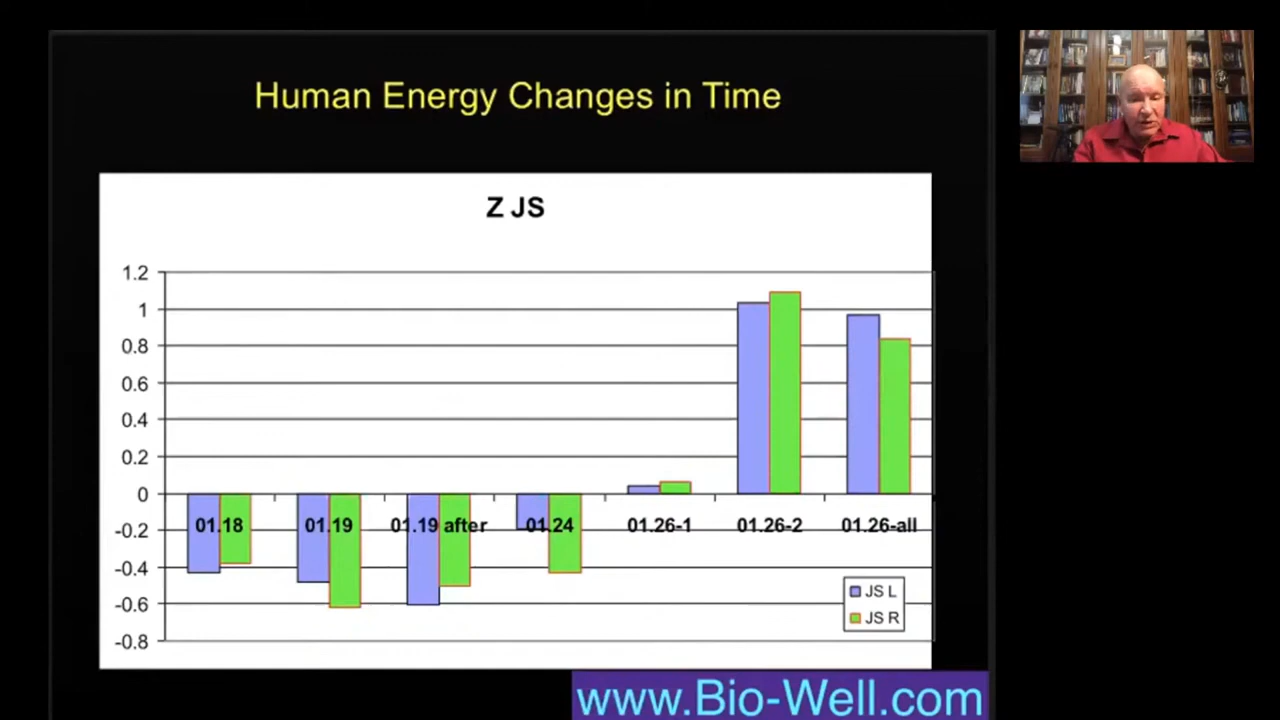 Human Energy Changes in Time
Z JS
1.2
1
0.8
0.6
0.4
0.2
0
-0.2
-0.4
-0.6
-0.8
01.18 01.19 01.19 after 01.24 01.26-1 01.26-2 01.26-all
JS L
JS R
www.Bio-Well.com